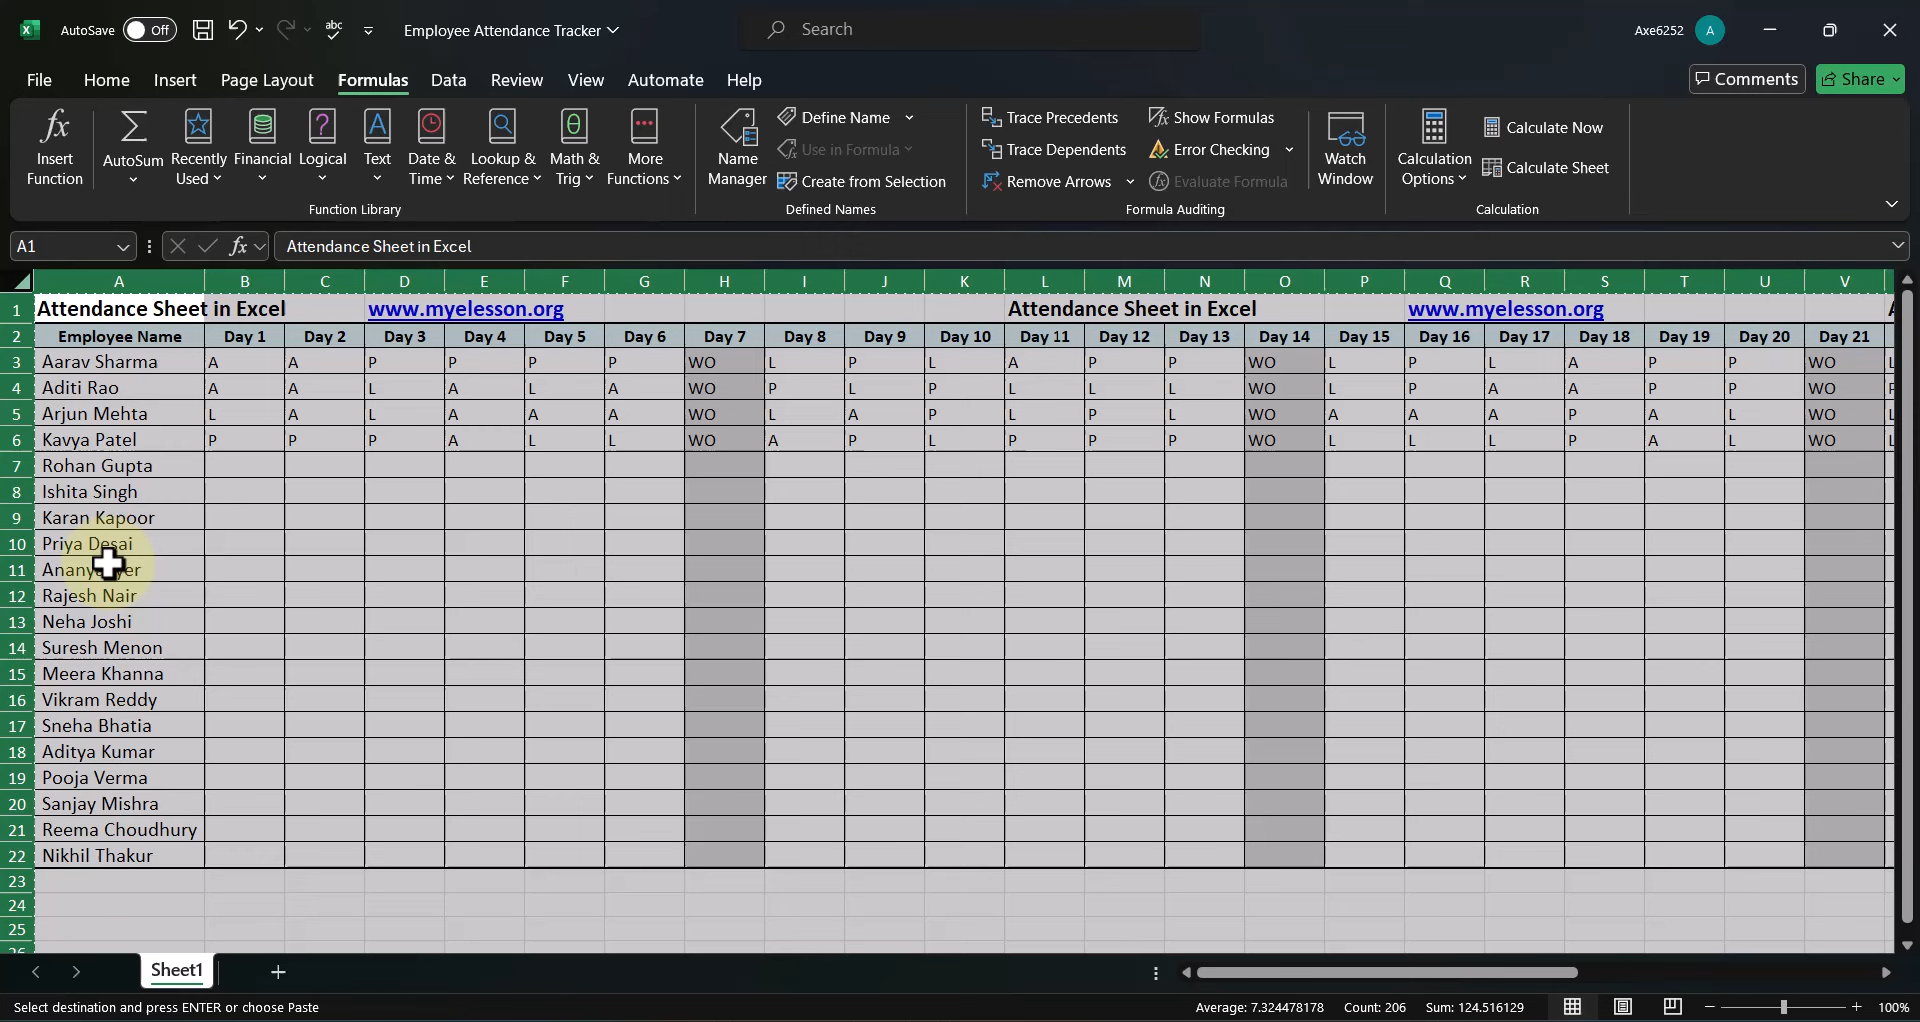 AutoSave Off abc Employee Attendance Tracker Search Axe6252 A
File Home Insert Page Layout Formulas Data Review View Automate Help Comments Share
Insert Function
AutoSum
Recently Used
Financial
Logical
Text
Date & Time
Lookup & Reference
Math & Trig
More Functions
Function Library
Name Manager
Define Name
Use in Formula
Create from Selection
Defined Names
Trace Precedents
Trace Dependents
Remove Arrows
Show Formulas
Error Checking
Evaluate Formula
Formula Auditing
Watch Window
Calculation Options
Calculate Now
Calculate Sheet
Calculation
A1 fx Attendance Sheet in Excel
A B C D E F G H I J K L M N O P Q R S T U V
1 Attendance Sheet in Excel www.myelesson.org Attendance Sheet in Excel www.myelesson.org
2 Employee Name Day 1 Day 2 Day 3 Day 4 Day 5 Day 6 Day 7 Day 8 Day 9 Day 10 Day 11 Day 12 Day 13 Day 14 Day 15 Day 16 Day 17 Day 18 Day 19 Day 20 Day 21
3 Aarav Sharma A A P P P P WO L P L A P P WO L P L A P P WO L
4 Aditi Rao A A L A L A WO P L P L L L WO L P A A P P WO P
5 Arjun Mehta L A L A A A WO L A P L P L WO A A A P A L WO L
6 Kavya Patel P P P A L L WO A P L P P P WO L L L P A L WO L
7 Rohan Gupta
8 Ishita Singh
9 Karan Kapoor
10 Priya Desai
11
12 Rajesh Nair
13 Neha Joshi
14 Suresh Menon
15 Meera Khanna
16 Vikram Reddy
17 Sneha Bhatia
18 Aditya Kumar
19 Pooja Verma
20 Sanjay Mishra
21 Reema Choudhury
22 Nikhil Thakur
23
24
25
Sheet1
Select destination and press ENTER or choose Paste Average: 7.324478178 Count: 206 Sum: 124.516129 100%